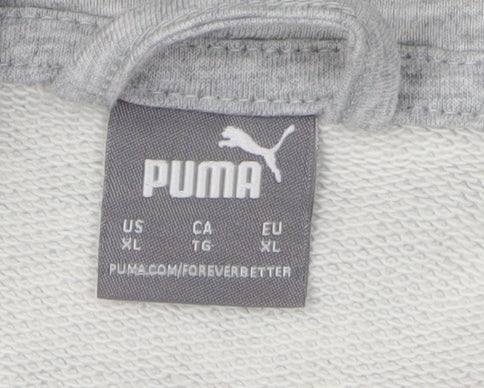 PUMA
US CA EU
XL TG XL
PUMA.COM/FOREVERBETTER